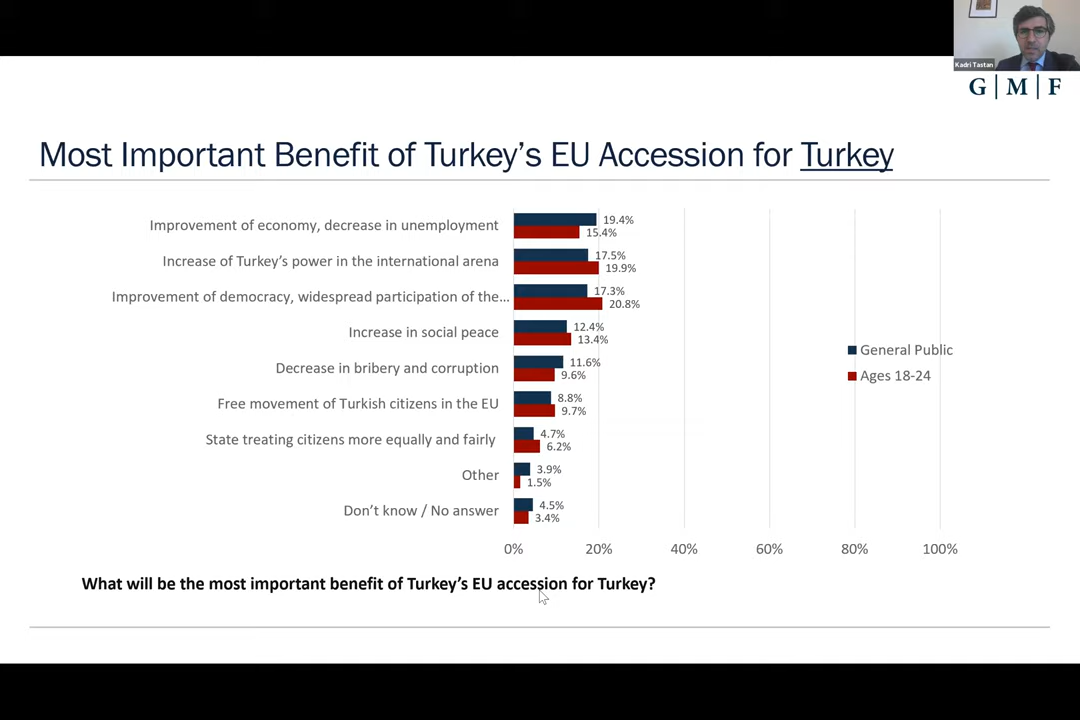 Kadri Tastan
G|M|F
Most Important Benefit of Turkey's EU Accession for Turkey
Improvement of economy, decrease in unemployment
19.4%
15.4%
Increase of Turkey's power in the international arena
17.5%
19.9%
Improvement of democracy, widespread participation of the...
17.3%
20.8%
Increase in social peace
12.4%
13.4%
Decrease in bribery and corruption
11.6%
9.6%
Free movement of Turkish citizens in the EU
8.8%
9.7%
State treating citizens more equally and fairly
4.7%
6.2%
Other
3.9%
1.5%
Don't know / No answer
4.5%
3.4%
General Public
Ages 18-24
0% 20% 40% 60% 80% 100%
What will be the most important benefit of Turkey's EU accession for Turkey?